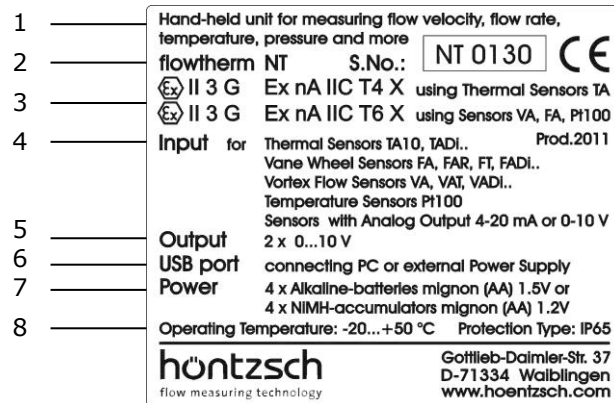 1 Hand-held unit for measuring flow velocity, flow rate,
temperature, pressure and more
2 flowtherm NT S.No.: NT 0130 CE
Ex II 3 G Ex nA IIC T4 X using Thermal Sensors TA
3 Ex II 3 G Ex nA IIC T6 X using Sensors VA, FA, Pt100
4 Input for Thermal Sensors TA10, TADi.. Prod.2011
Vane Wheel Sensors FA, FAR, FT, FADi..
Vortex Flow Sensors VA, VAT, VADi..
Temperature Sensors Pt100
Sensors with Analog Output 4-20 mA or 0-10 V
5 Output 2 x 0...10 V
6 USB port connecting PC or external Power Supply
7 Power 4 x Alkaline-batteries mignon (AA) 1.5V or
4 x NiMH-accumulators mignon (AA) 1.2V
8 Operating Temperature: -20...+50 °C Protection Type: IP65
höntzsch
flow measuring technology
Gottlieb-Daimler-Str. 37
D-71334 Waiblingen
www.hoentzsch.com